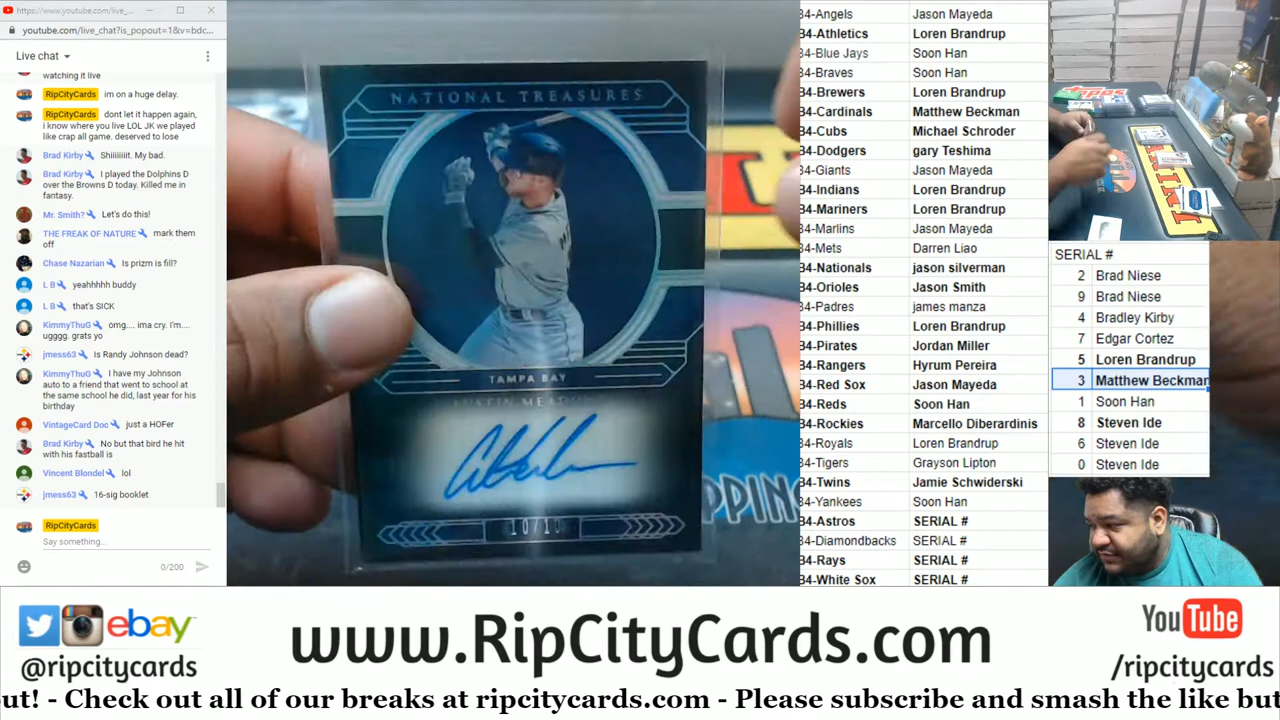 https://www.youtube.com/live_...
youtube.com/live_chat?is_popout=1&v=bdc...
Live chat
watching it live
RipCityCards im on a huge delay.
RipCityCards dont let it happen again,
i know where you live LOL JK we played
like crap all game. deserved to lose
Brad Kirby Shiiiiiiiit. My bad.
Brad Kirby I played the Dolphins D
over the Browns D today. Killed me in
fantasy.
Mr. Smith? Let's do this!
THE FREAK OF NATURE mark them
off
Chase Nazarian Is prizm is fill?
L B yeahhhhh buddy
L B that's SICK
KimmyThuG omg.... ima cry. I'm....
ugggg. grats yo
jmess63 Is Randy Johnson dead?
KimmyThuG I have my Johnson
auto to a friend that went to school at
the same school he did, last year for his
birthday
VintageCard Doc just a HOFer
Brad Kirby No but that bird he hit
with his fastball is
Vincent Blondel lol
jmess63 16-sig booklet
RipCityCards
Say something...
0/200
NATIONAL TREASURES
TAMPA BAY
AUSTIN MEADOWS
10/10
PPING
34-Angels Jason Mayeda
34-Athletics Loren Brandrup
34-Blue Jays Soon Han
34-Braves Soon Han
34-Brewers Loren Brandrup
34-Cardinals Matthew Beckman
34-Cubs Michael Schroder
34-Dodgers gary Teshima
34-Giants Jason Mayeda
34-Indians Loren Brandrup
34-Mariners Loren Brandrup
34-Marlins Jason Mayeda
34-Mets Darren Liao
34-Nationals jason silverman
34-Orioles Jason Smith
34-Padres james manza
34-Phillies Loren Brandrup
34-Pirates Jordan Miller
34-Rangers Hyrum Pereira
34-Red Sox Jason Mayeda
34-Reds Soon Han
34-Rockies Marcello Diberardinis
34-Royals Loren Brandrup
34-Tigers Grayson Lipton
34-Twins Jamie Schwiderski
34-Yankees Soon Han
34-Astros SERIAL #
34-Diamondbacks SERIAL #
34-Rays SERIAL #
34-White Sox SERIAL #
topps
PANINI
SERIAL #
2 Brad Niese
9 Brad Niese
4 Bradley Kirby
7 Edgar Cortez
5 Loren Brandrup
3 Matthew Beckman
1 Soon Han
8 Steven Ide
6 Steven Ide
0 Steven Ide
ebay
@ripcitycards
www.RipCityCards.com
YouTube
/ripcitycards
out! - Check out all of our breaks at ripcitycards.com - Please subscribe and smash the like but